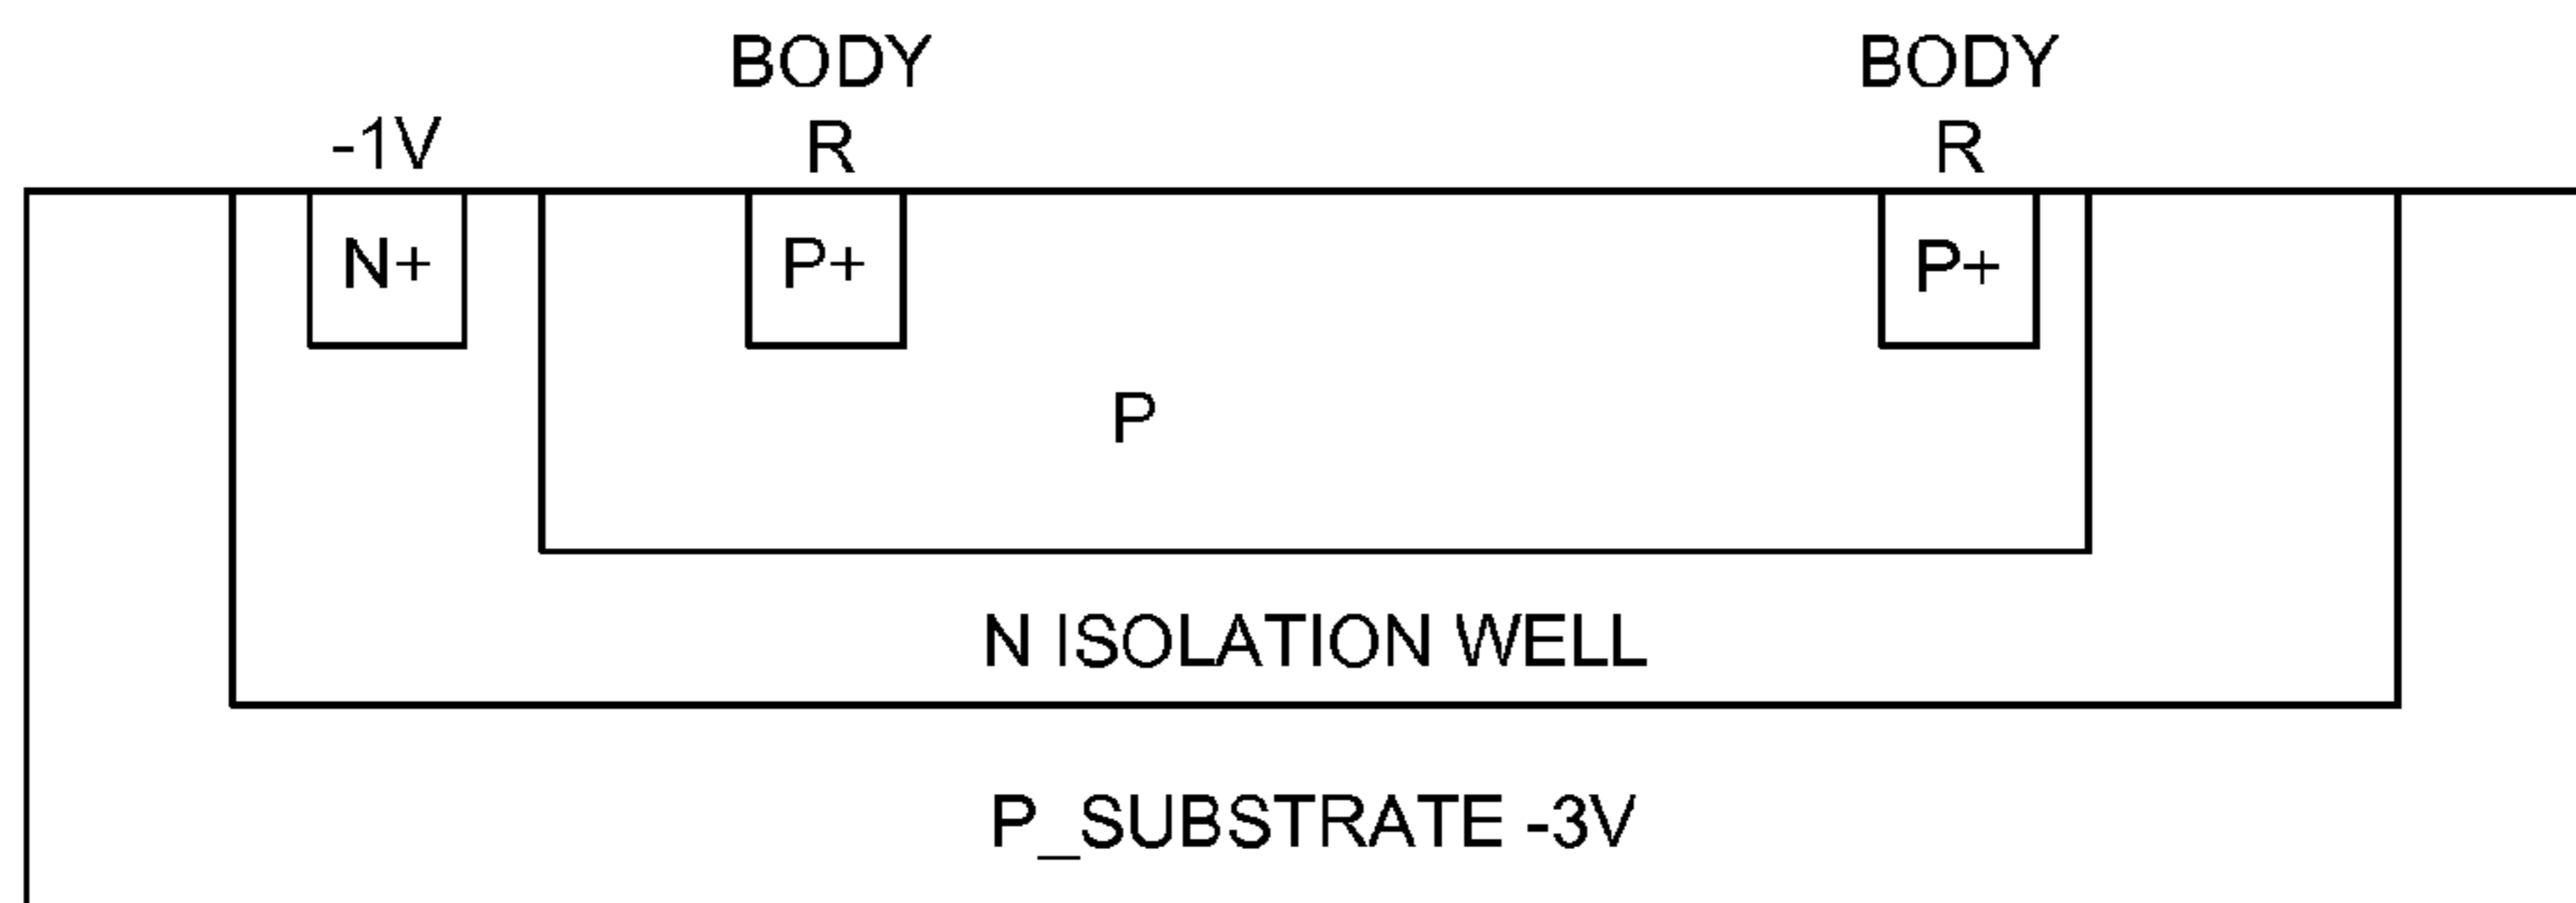 BODY
R
BODY
R
-1V
N+
P+
P+
P
N ISOLATION WELL
P_SUBSTRATE -3V